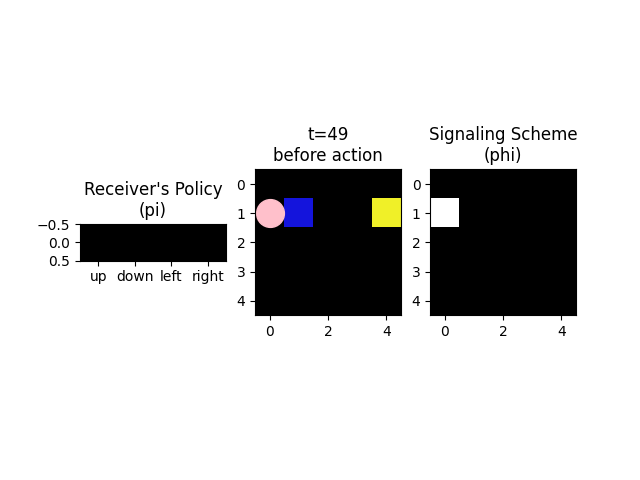 Receiver's Policy
(pi)
−0.5
0.0
0.5
up down left right
t=49
before action
0
1
2
3
4
0 2 4
Signaling Scheme
(phi)
0
1
2
3
4
0 2 4